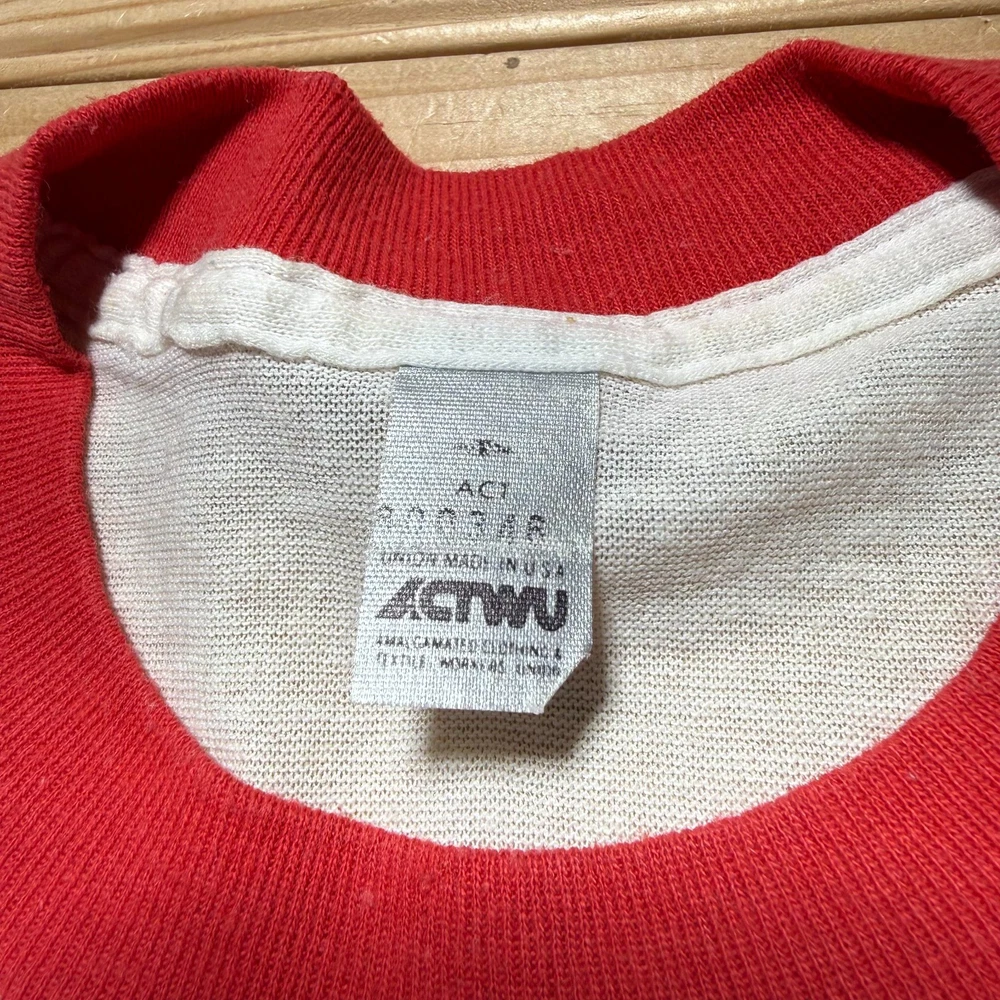 ACT
UNION MADE IN U S A
ACTWU
AMALGAMATED CLOTHING &
TEXTILE WORKERS UNION